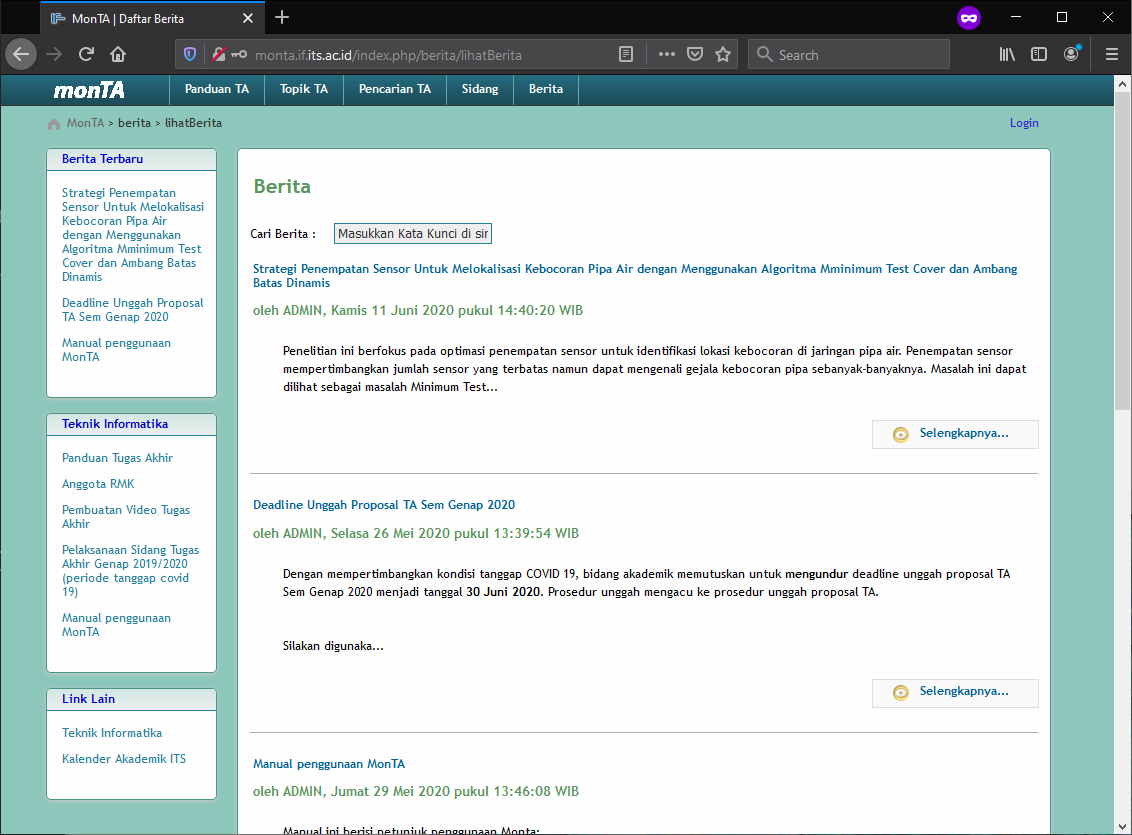 MonTA | Daftar Berita
monta.if.its.ac.id/index.php/berita/lihatBerita
Search
monTA
Panduan TA
Topik TA
Pencarian TA
Sidang
Berita
MonTA > berita > lihatBerita
Login
Berita Terbaru
Strategi Penempatan
Sensor Untuk Melokalisasi
Kebocoran Pipa Air
dengan Menggunakan
Algoritma Mminimum Test
Cover dan Ambang Batas
Dinamis
Deadline Unggah Proposal
TA Sem Genap 2020
Manual penggunaan
MonTA
Teknik Informatika
Panduan Tugas Akhir
Anggota RMK
Pembuatan Video Tugas
Akhir
Pelaksanaan Sidang Tugas
Akhir Genap 2019/2020
(periode tanggap covid
19)
Manual penggunaan
MonTA
Link Lain
Teknik Informatika
Kalender Akademik ITS
Berita
Cari Berita :
Masukkan Kata Kunci di sir
Strategi Penempatan Sensor Untuk Melokalisasi Kebocoran Pipa Air dengan Menggunakan Algoritma Mminimum Test Cover dan Ambang
Batas Dinamis
oleh ADMIN, Kamis 11 Juni 2020 pukul 14:40:20 WIB
Penelitian ini berfokus pada optimasi penempatan sensor untuk identifikasi lokasi kebocoran di jaringan pipa air. Penempatan sensor
mempertimbangkan jumlah sensor yang terbatas namun dapat mengenali gejala kebocoran pipa sebanyak-banyaknya. Masalah ini dapat
dilihat sebagai masalah Minimum Test...
Selengkapnya...
Deadline Unggah Proposal TA Sem Genap 2020
oleh ADMIN, Selasa 26 Mei 2020 pukul 13:39:54 WIB
Dengan mempertimbangkan kondisi tanggap COVID 19, bidang akademik memutuskan untuk mengundur deadline unggah proposal TA
Sem Genap 2020 menjadi tanggal 30 Juni 2020. Prosedur unggah mengacu ke prosedur unggah proposal TA.
Silakan digunaka...
Selengkapnya...
Manual penggunaan MonTA
oleh ADMIN, Jumat 29 Mei 2020 pukul 13:46:08 WIB
Manual ini berisi petunjuk penggunaan Monta: